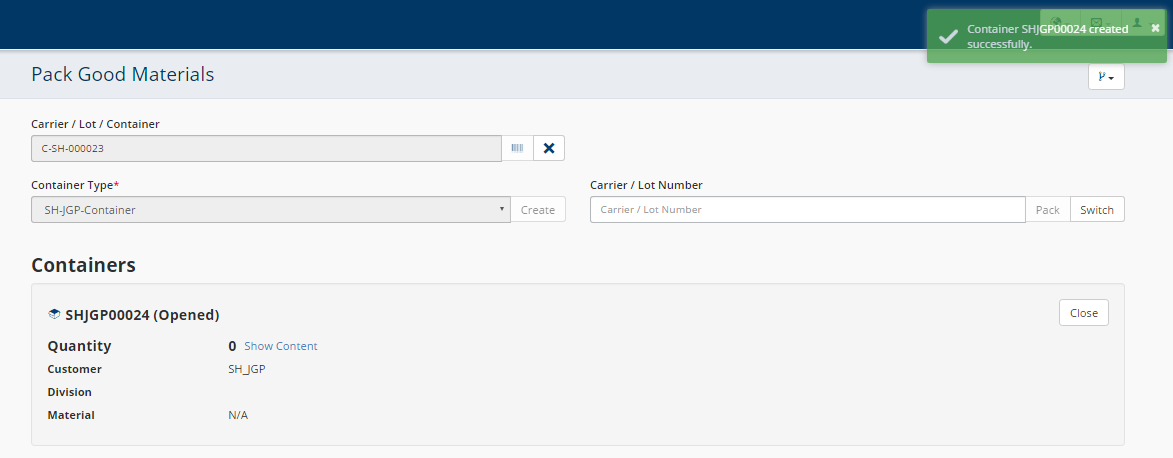 Container SHJGP00024 created
successfully.
Pack Good Materials
Carrier / Lot / Container
C-SH-000023
Container Type* Carrier / Lot Number
SH-JGP-Container Create Carrier / Lot Number Pack Switch
Containers
SHJGP00024 (Opened) Close
Quantity 0 Show Content
Customer SH_JGP
Division
Material N/A